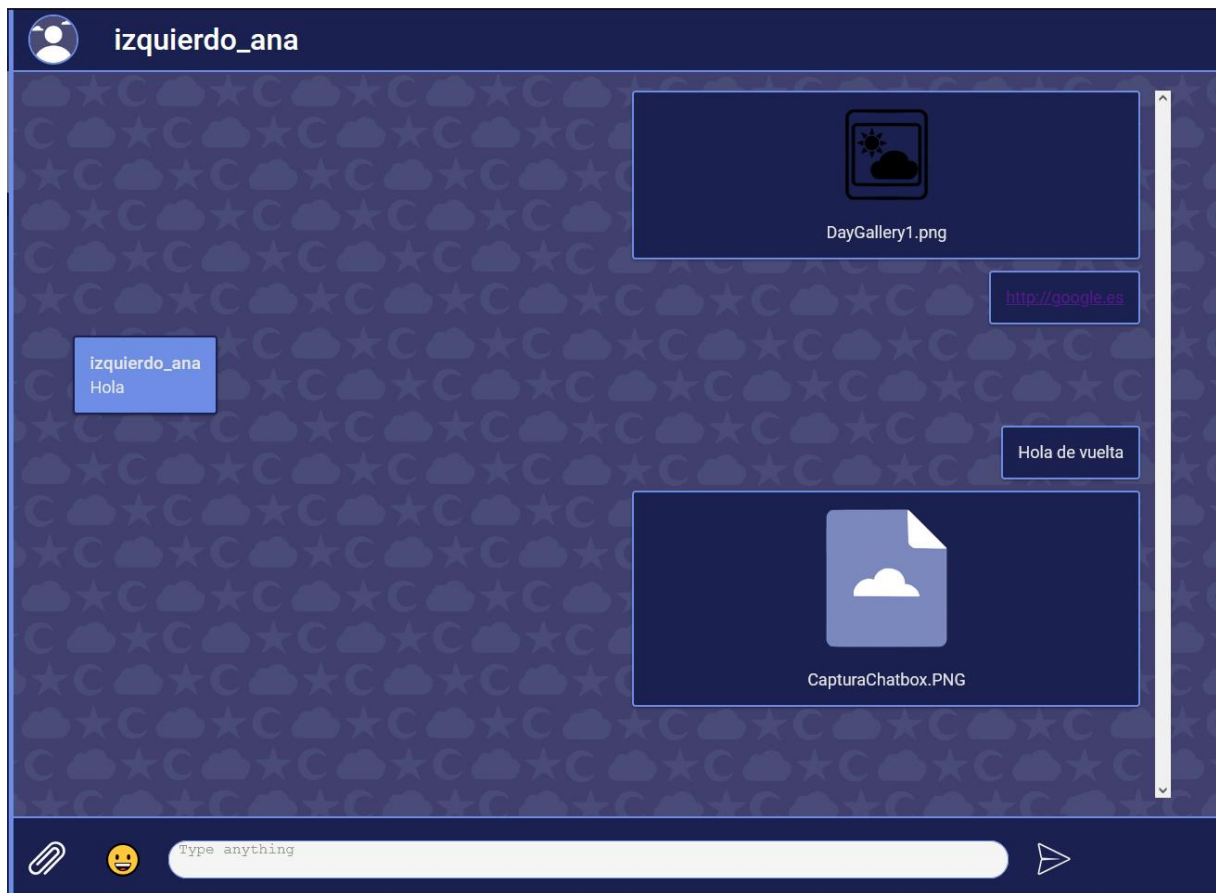 izquierdo_ana
DayGallery1.png
http://google.es
izquierdo_ana
Hola
Hola de vuelta
CapturaChatbox.PNG
Type anything